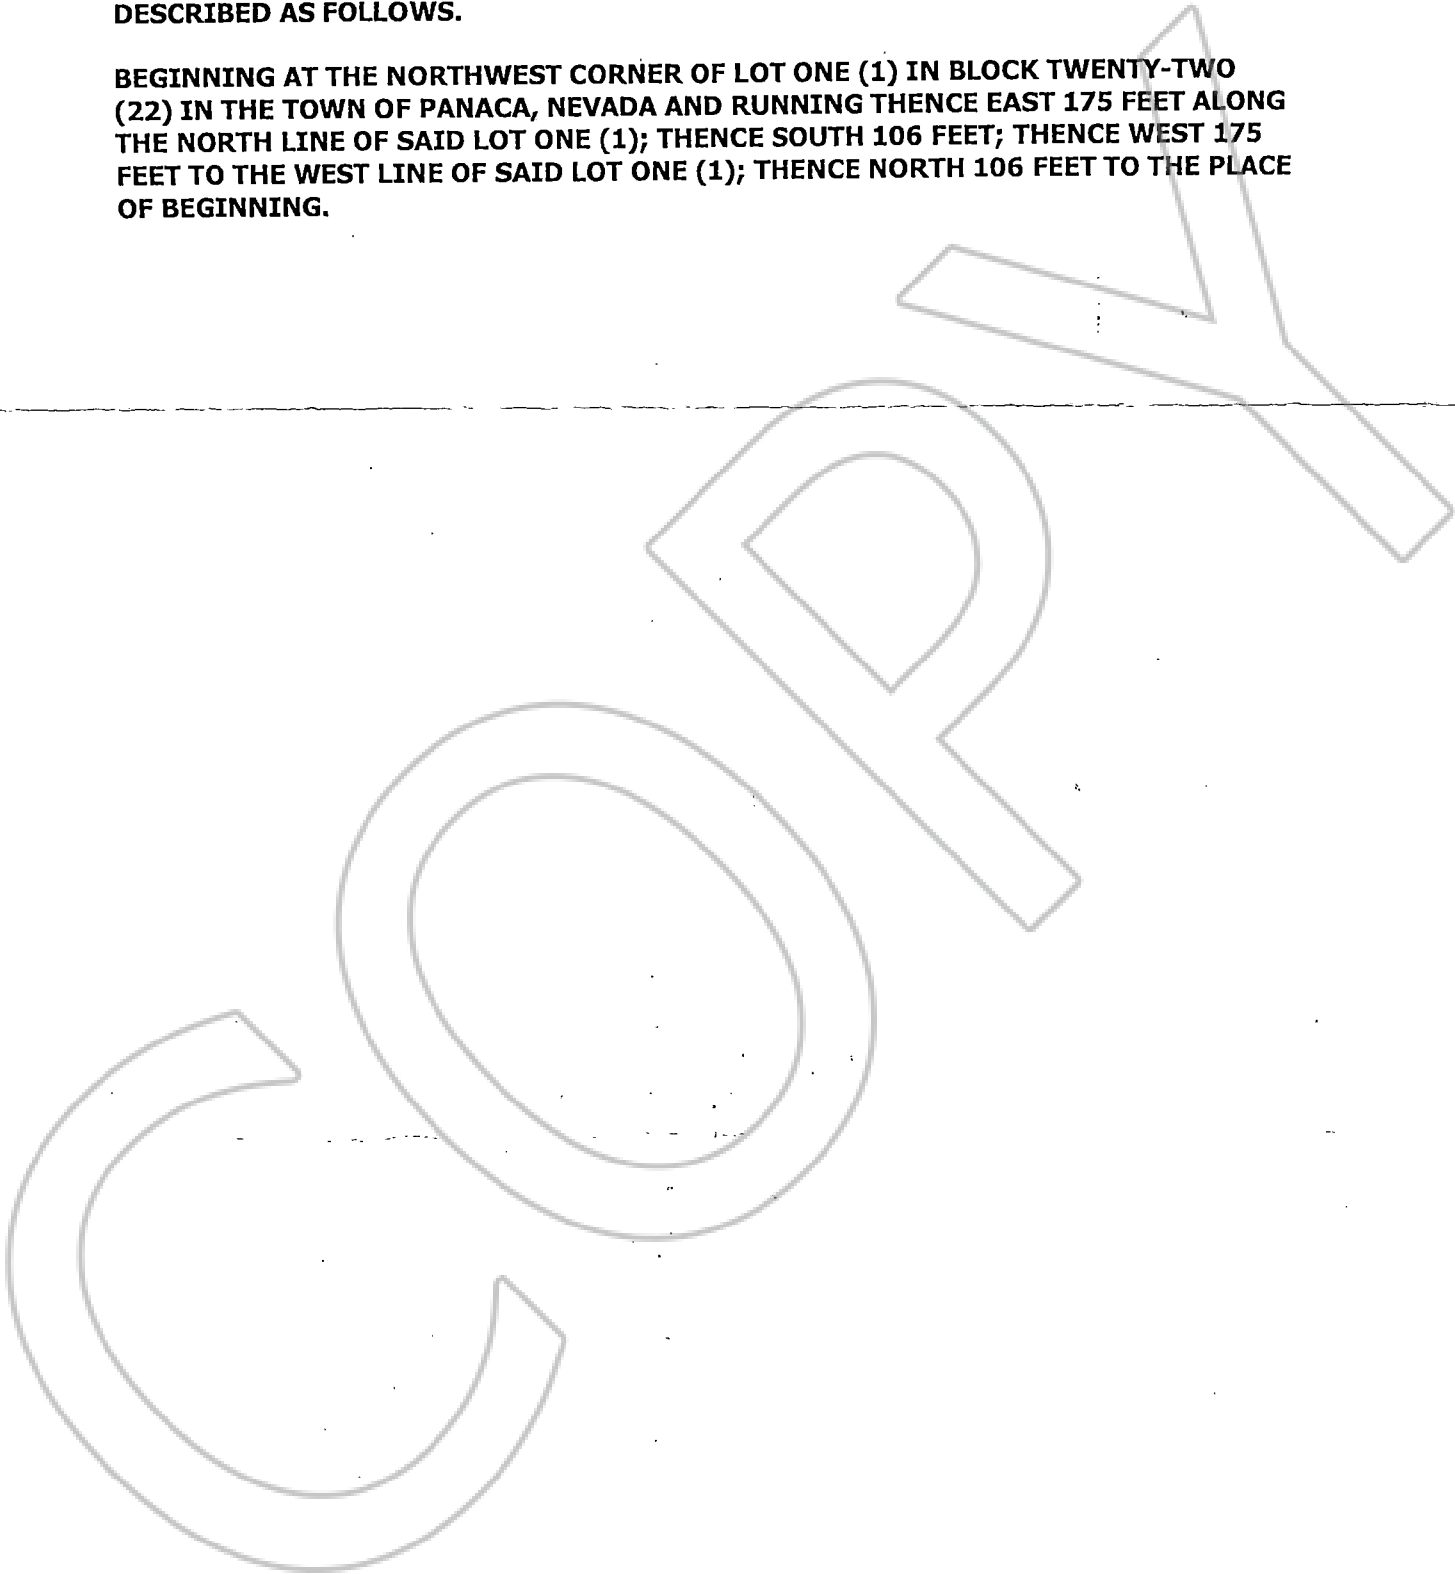 DESCRIBED AS FOLLOWS.
BEGINNING AT THE NORTHWEST CORNER OF LOT ONE (1) IN BLOCK TWENTY-TWO
(22) IN THE TOWN OF PANACA, NEVADA AND RUNNING THENCE EAST 175 FEET ALONG
THE NORTH LINE OF SAID LOT ONE (1); THENCE SOUTH 106 FEET; THENCE WEST 175
FEET TO THE WEST LINE OF SAID LOT ONE (1); THENCE NORTH 106 FEET TO THE PLACE
OF BEGINNING.
COPY